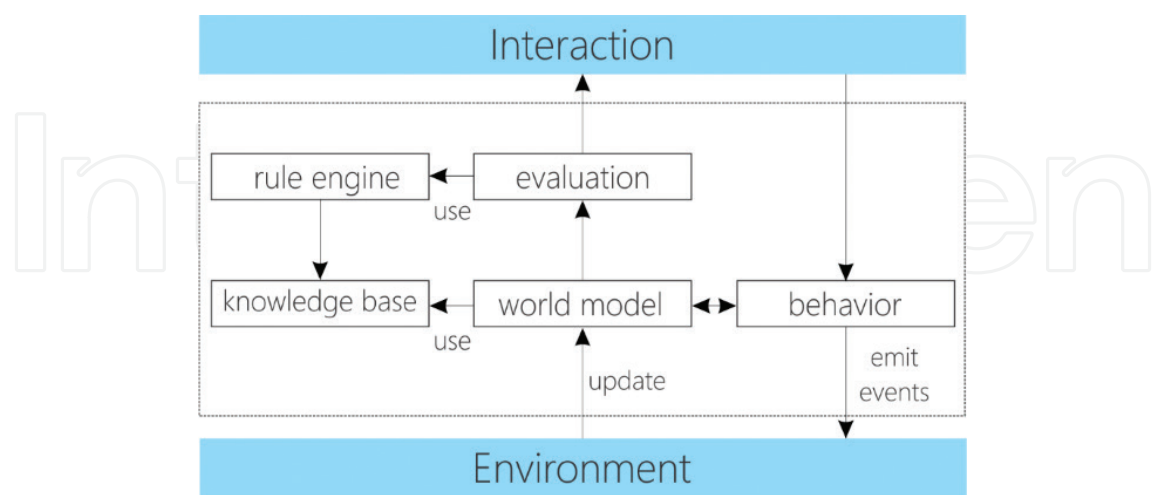 Interaction
rule engine
evaluation
use
knowledge base
world model
behavior
use
update
emit
events
Environment